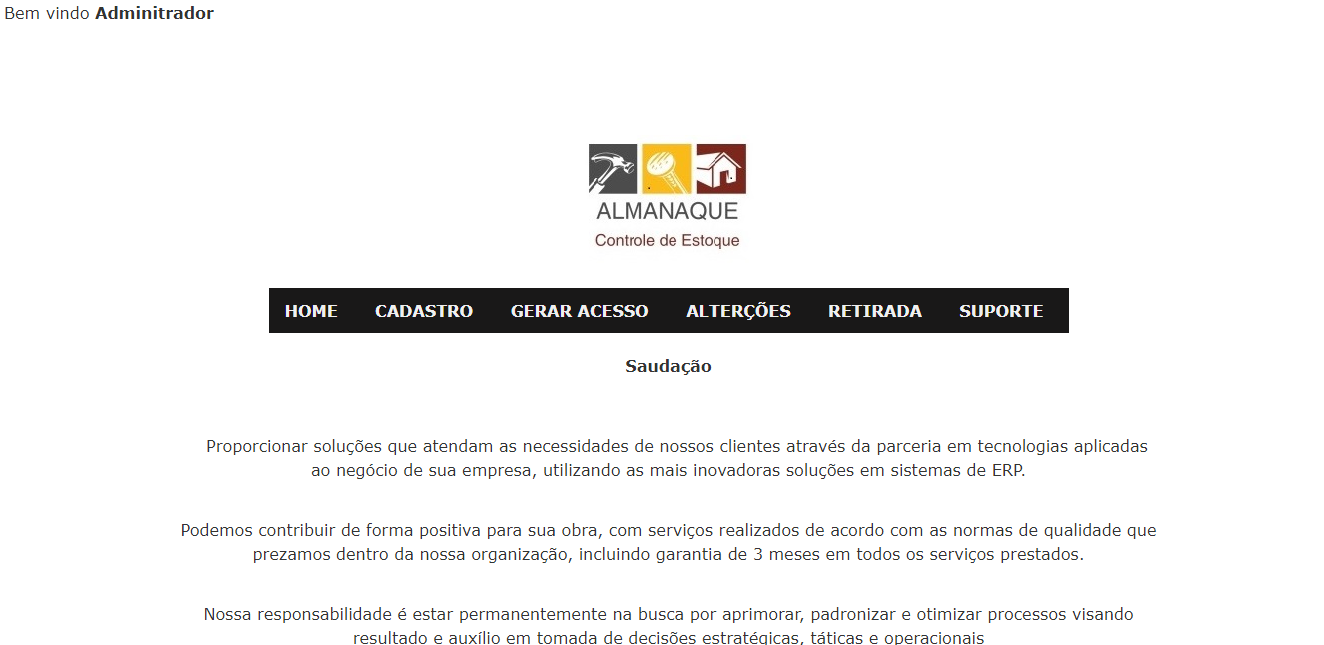 Bem vindo Adminitrador
ALMANAQUE
Controle de Estoque
HOME CADASTRO GERAR ACESSO ALTERÇÕES RETIRADA SUPORTE
Saudação
Proporcionar soluções que atendam as necessidades de nossos clientes através da parceria em tecnologias aplicadas
ao negócio de sua empresa, utilizando as mais inovadoras soluções em sistemas de ERP.
Podemos contribuir de forma positiva para sua obra, com serviços realizados de acordo com as normas de qualidade que
prezamos dentro da nossa organização, incluindo garantia de 3 meses em todos os serviços prestados.
Nossa responsabilidade é estar permanentemente na busca por aprimorar, padronizar e otimizar processos visando
resultado e auxílio em tomada de decisões estratégicas, táticas e operacionais